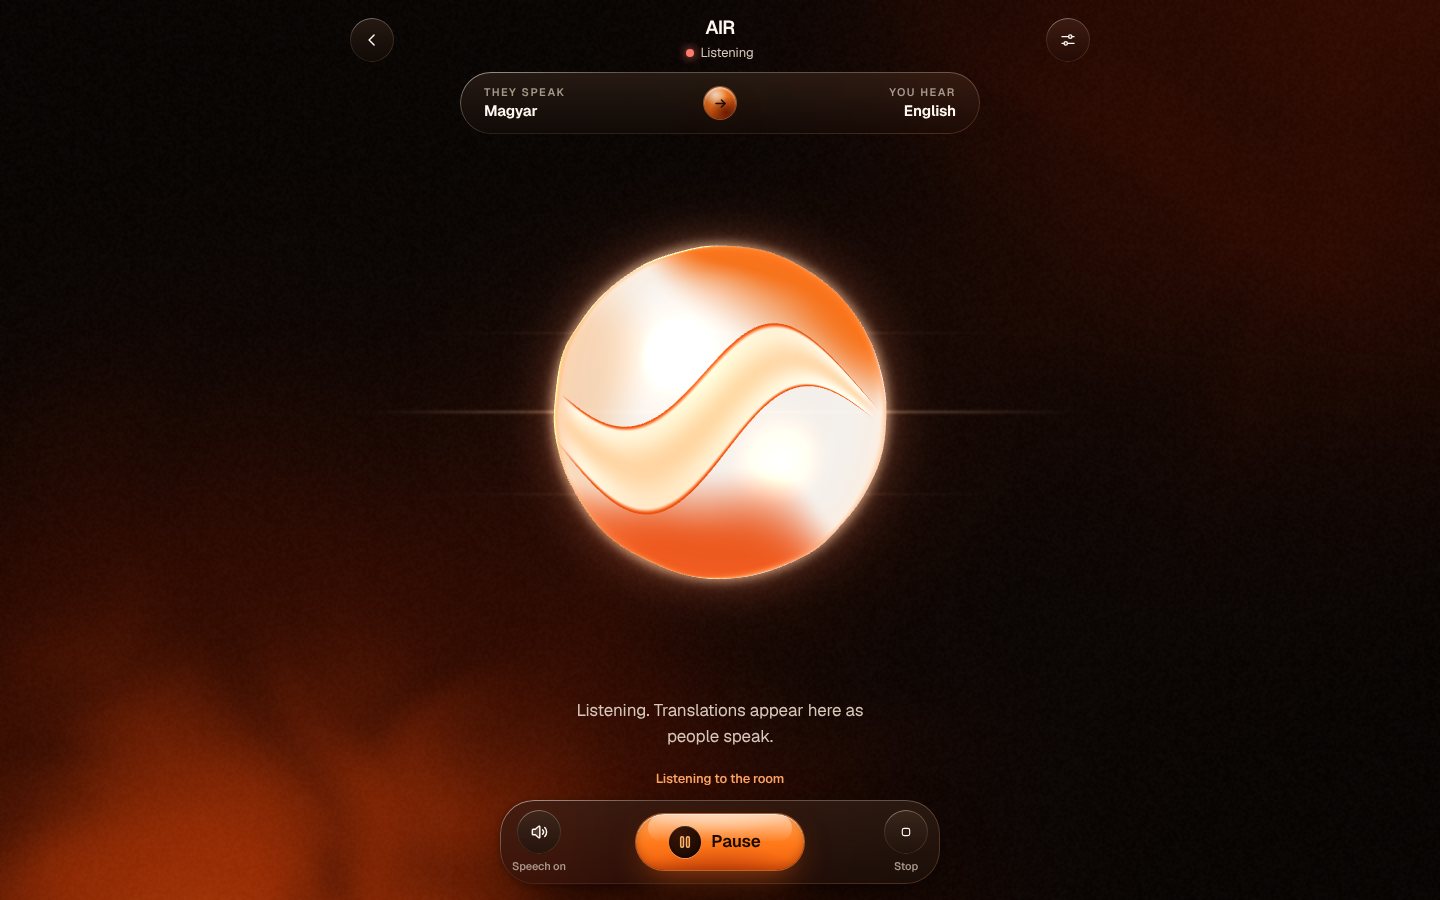 AIR
Listening
THEY SPEAK
Magyar
YOU HEAR
English
Listening. Translations appear here as
people speak.
Listening to the room
Speech on
Pause
Stop